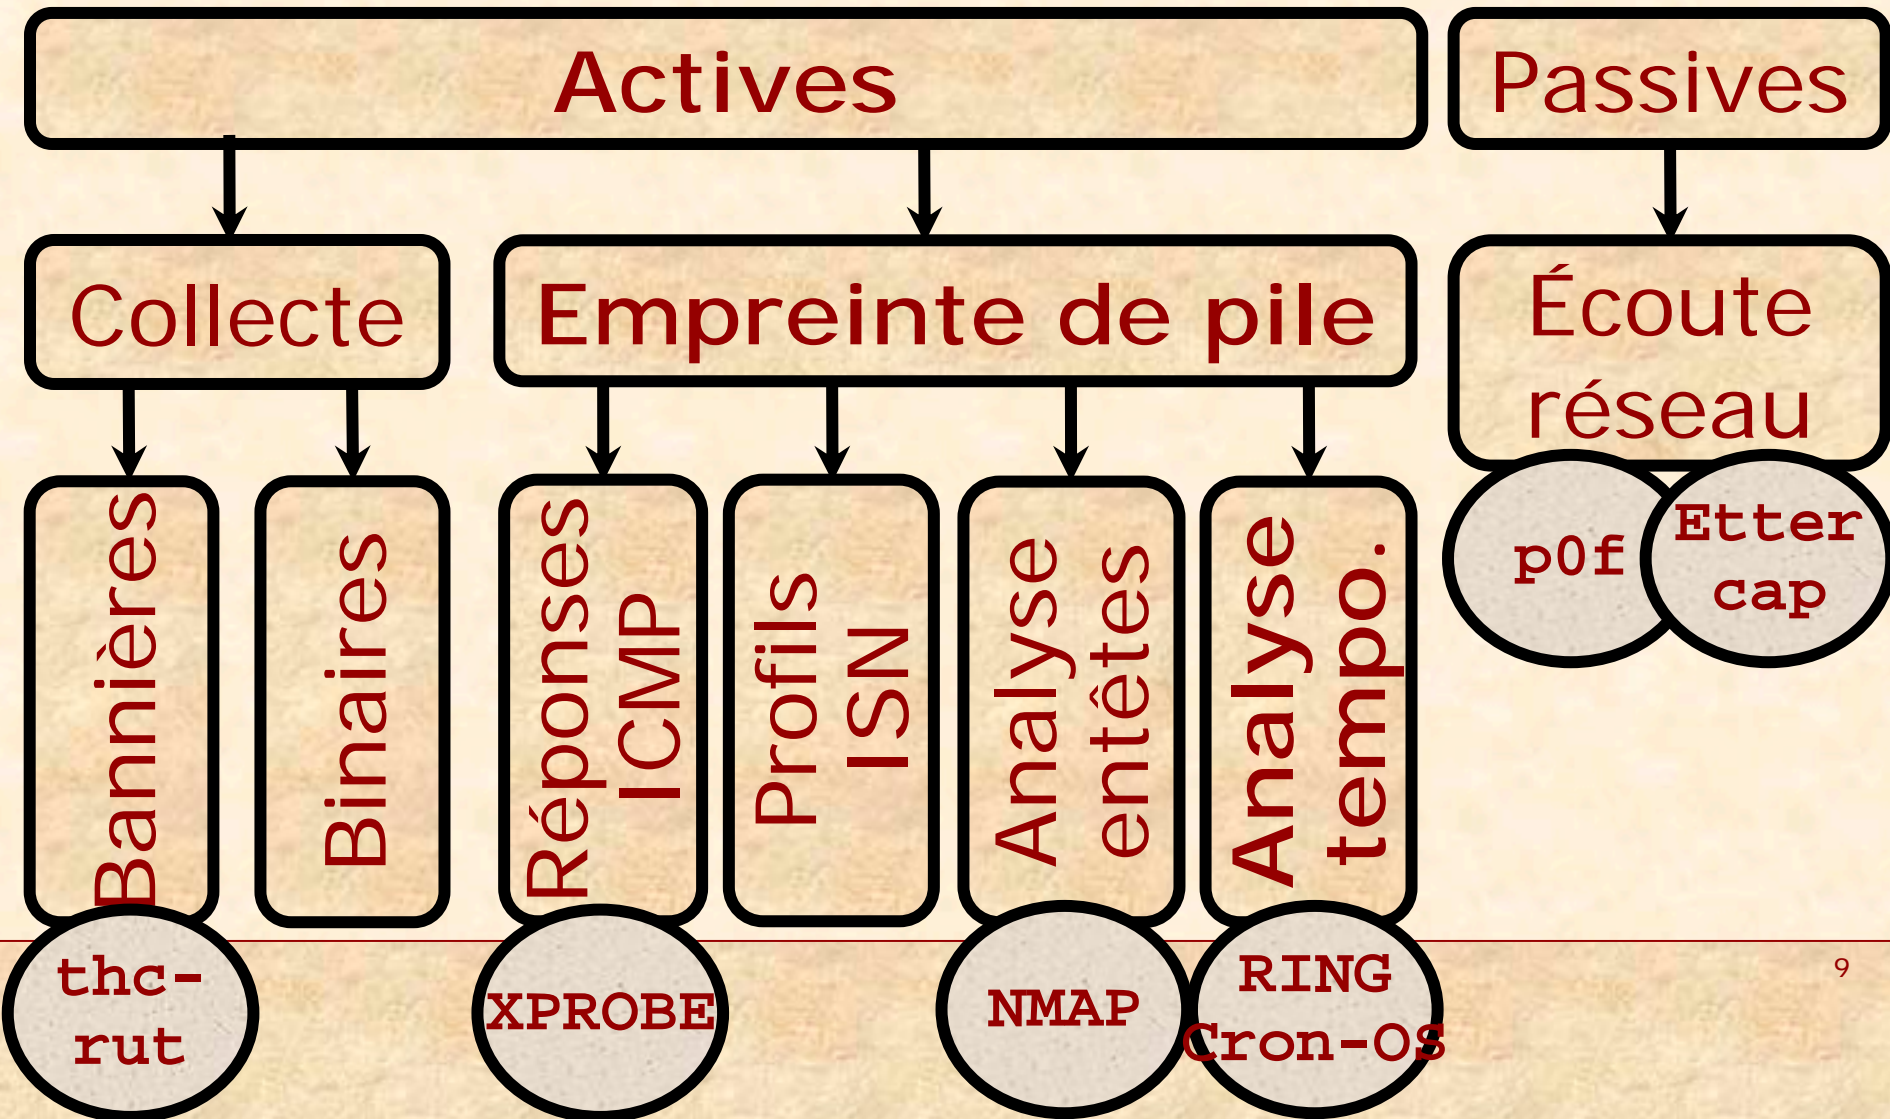 Actives
Passives
Collecte
Empreinte de pile
Écoute
réseau
Bannières
Binaires
Réponses
ICMP
Profils
ISN
Analyse
entêtes
Analyse
tempo.
p0f
Etter
cap
thc-
rut
XPROBE
NMAP
RING
Cron-OS
9